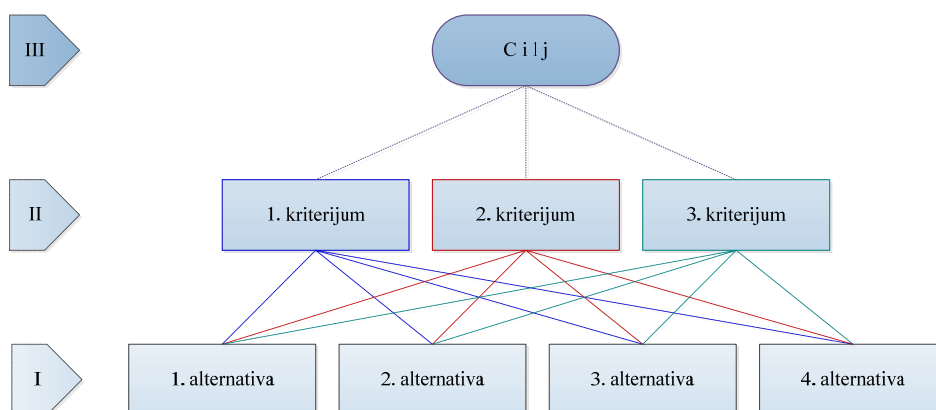 III
C i l j
II
1. kriterijum
2. kriterijum
3. kriterijum
I
1. alternativa
2. alternativa
3. alternativa
4. alternativa